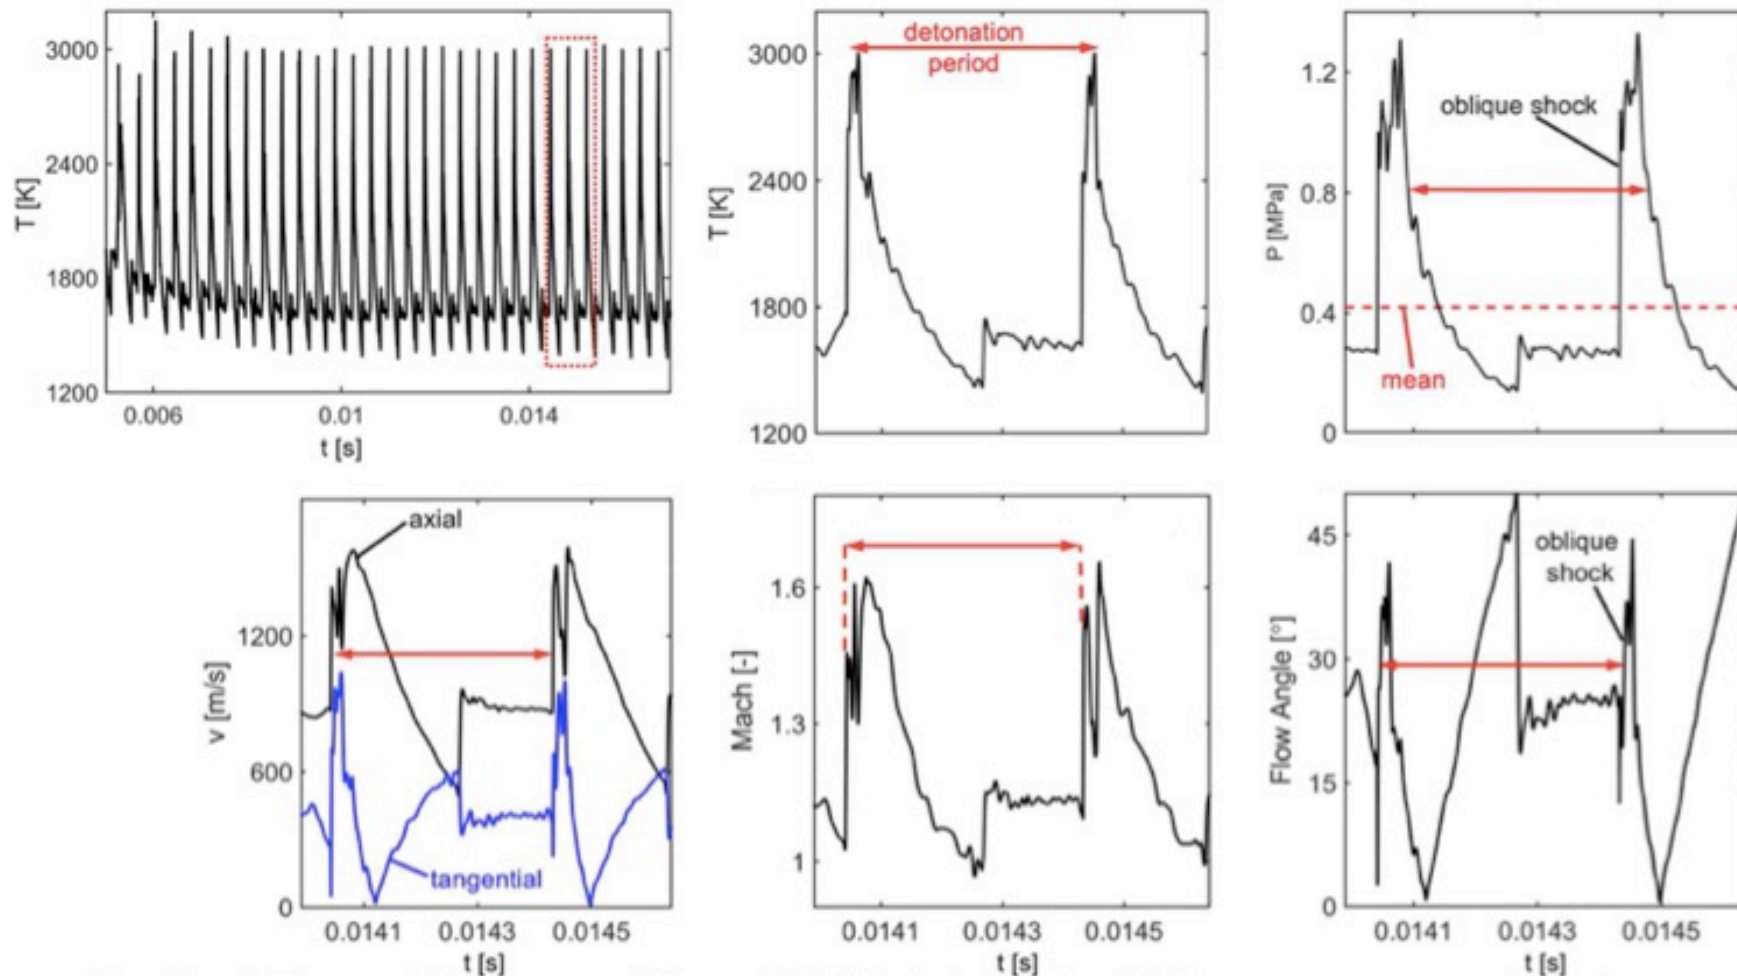 3000
2400
1800
1200
T [K]
0.006
0.01
0.014
t [s]
3000
2400
1800
1200
T [K]
detonation
period
1.2
0.8
0.4
0
P [MPa]
oblique shock
mean
1200
600
0
v [m/s]
axial
tangential
0.0141
0.0143
0.0145
t [s]
1.6
1.3
1
Mach [-]
0.0141
0.0143
0.0145
t [s]
45
30
15
0
Flow Angle [°]
oblique
shock
0.0141
0.0143
0.0145
t [s]